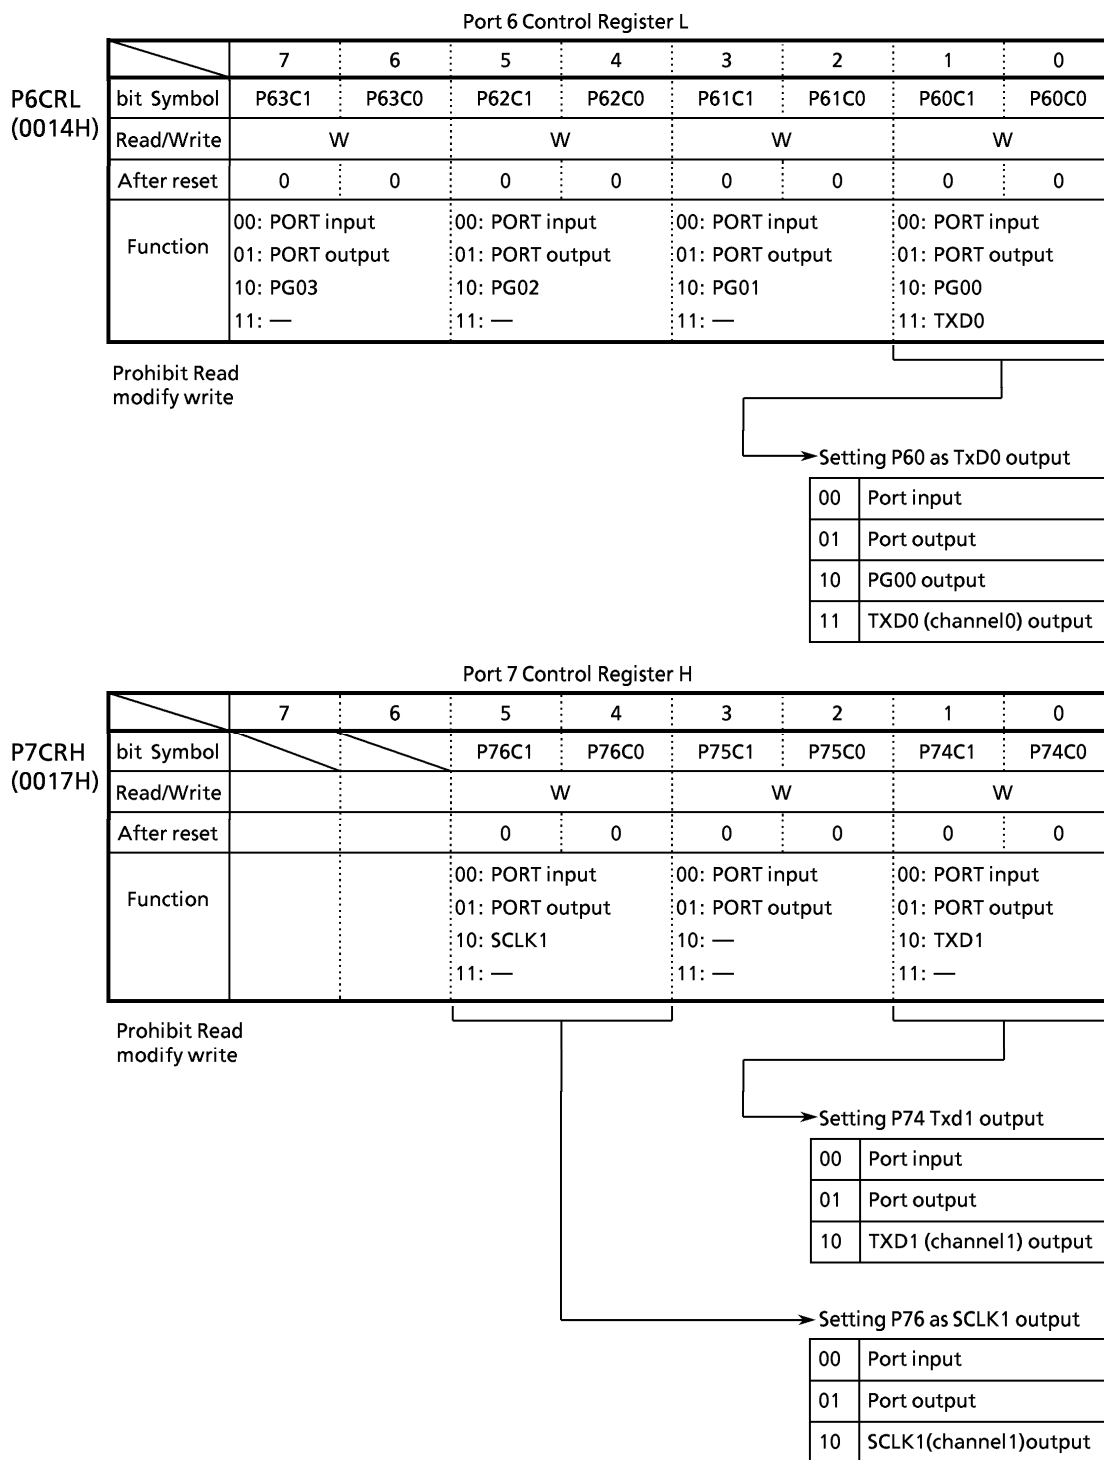 Port 6 Control Register L
7 6 5 4 3 2 1 0
P6CRL
(0014H)
bit Symbol P63C1 P63C0 P62C1 P62C0 P61C1 P61C0 P60C1 P60C0
Read/Write W W W W
After reset 0 0 0 0 0 0 0 0
Function
00: PORT input 00: PORT input 00: PORT input 00: PORT input
01: PORT output 01: PORT output 01: PORT output 01: PORT output
10: PG03 10: PG02 10: PG01 10: PG00
11: — 11: — 11: — 11: TXD0
Prohibit Read
modify write
Setting P60 as TxD0 output
00 Port input
01 Port output
10 PG00 output
11 TXD0 (channel0) output
Port 7 Control Register H
7 6 5 4 3 2 1 0
P7CRH
(0017H)
bit Symbol P76C1 P76C0 P75C1 P75C0 P74C1 P74C0
Read/Write W W W
After reset 0 0 0 0 0 0
Function
00: PORT input 00: PORT input 00: PORT input
01: PORT output 01: PORT output 01: PORT output
10: SCLK1 10: — 10: TXD1
11: — 11: — 11: —
Prohibit Read
modify write
Setting P74 Txd1 output
00 Port input
01 Port output
10 TXD1 (channel1) output
Setting P76 as SCLK1 output
00 Port input
01 Port output
10 SCLK1(channel1)output